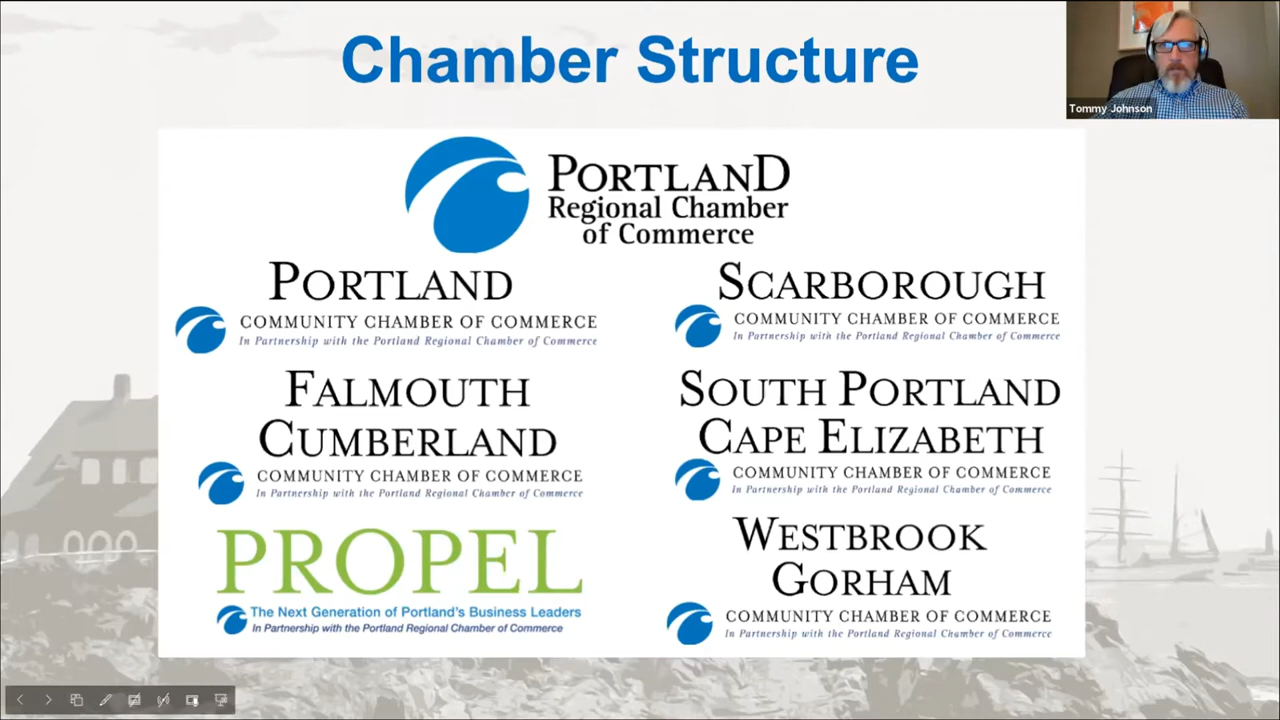 Chamber Structure
Tommy Johnson
PORTLAND
Regional Chamber
of Commerce
PORTLAND
COMMUNITY CHAMBER OF COMMERCE
In Partnership with the Portland Regional Chamber of Commerce
SCARBOROUGH
COMMUNITY CHAMBER OF COMMERCE
In Partnership with the Portland Regional Chamber of Commerce
FALMOUTH
CUMBERLAND
COMMUNITY CHAMBER OF COMMERCE
In Partnership with the Portland Regional Chamber of Commerce
SOUTH PORTLAND
CAPE ELIZABETH
COMMUNITY CHAMBER OF COMMERCE
In Partnership with the Portland Regional Chamber of Commerce
PROPEL
The Next Generation of Portland's Business Leaders
In Partnership with the Portland Regional Chamber of Commerce
WESTBROOK
GORHAM
COMMUNITY CHAMBER OF COMMERCE
In Partnership with the Portland Regional Chamber of Commerce